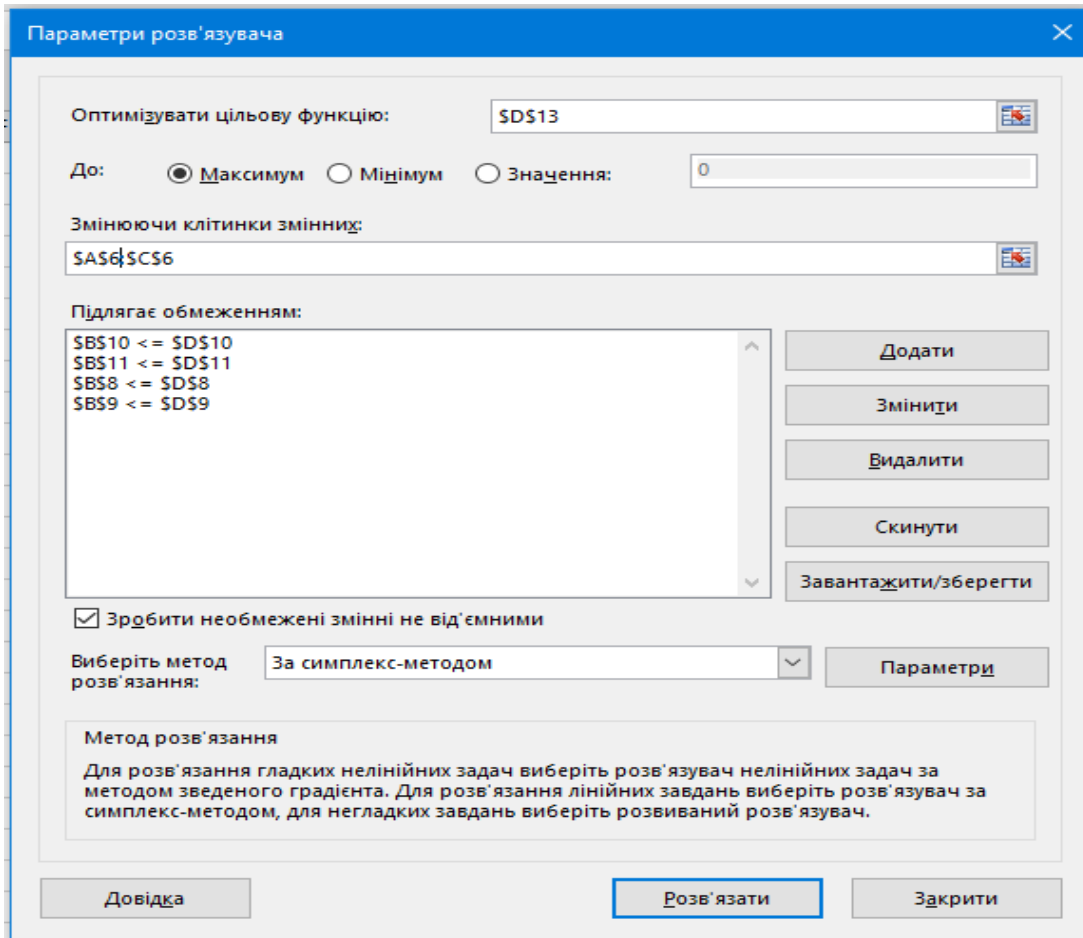 Параметри розв'язувача
Оптимізувати цільову функцію:
$D$13
До:
Максимум
Мінімум
Значення:
0
Змінюючи клітинки змінних:
$A$6:$C$6
Підлягає обмеженням:
$B$10 <= $D$10
$B$11 <= $D$11
$B$8 <= $D$8
$B$9 <= $D$9
Додати
Змінити
Видалити
Скинути
Завантажити/зберегти
Зробити необмежені змінні не від'ємними
Виберіть метод
розв'язання:
За симплекс-методом
Параметри
Метод розв'язання
Для розв'язання гладких нелінійних задач виберіть розв'язувач нелінійних задач за
методом зведеного градієнта. Для розв'язання лінійних завдань виберіть розв'язувач за
симплекс-методом, для негладких завдань виберіть розвиваний розв'язувач.
Довідка
Розв'язати
Закрити